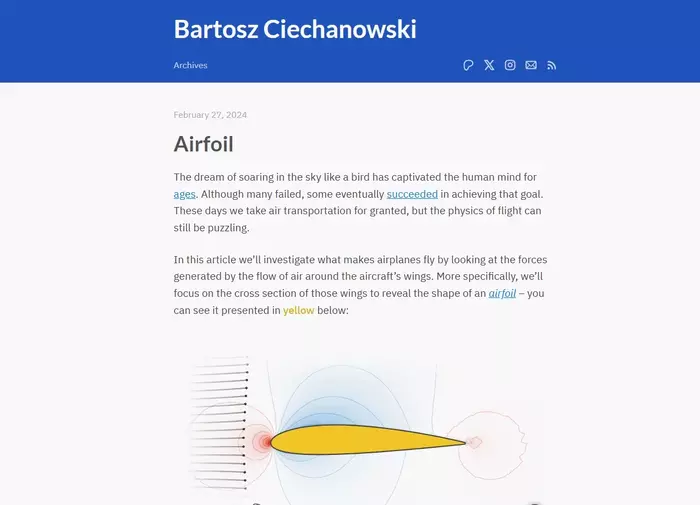 Bartosz Ciechanowski
Archives
February 27, 2024
Airfoil
The dream of soaring in the sky like a bird has captivated the human mind for
ages. Although many failed, some eventually succeeded in achieving that goal.
These days we take air transportation for granted, but the physics of flight can
still be puzzling.
In this article we’ll investigate what makes airplanes fly by looking at the forces
generated by the flow of air around the aircraft’s wings. More specifically, we’ll
focus on the cross section of those wings to reveal the shape of an airfoil – you
can see it presented in yellow below: